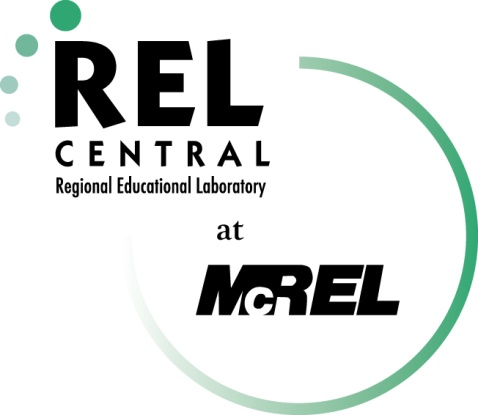 REL
CENTRAL
Regional Educational Laboratory
at
McREL